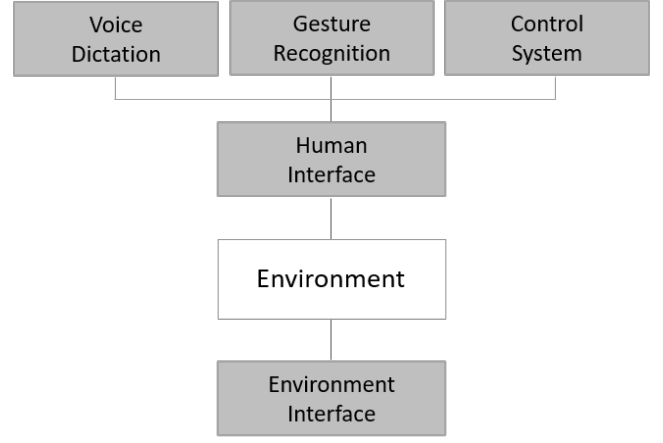 Voice
Dictation
Gesture
Recognition
Control
System
Human
Interface
Environment
Environment
Interface